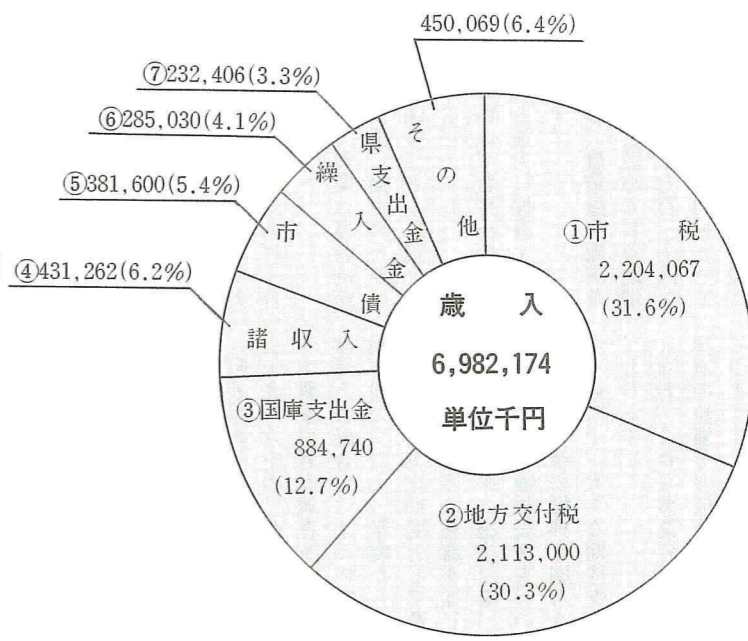 歳入
6,982,174
単位千円
①市税
2,204,067
(31.6%)
②地方交付税
2,113,000
(30.3%)
③国庫支出金
884,740
(12.7%)
④431,262(6.2%)
諸収入
⑤381,600(5.4%)
市債
⑥285,030(4.1%)
繰入金
⑦232,406(3.3%)
県支出金
450,069(6.4%)
その他